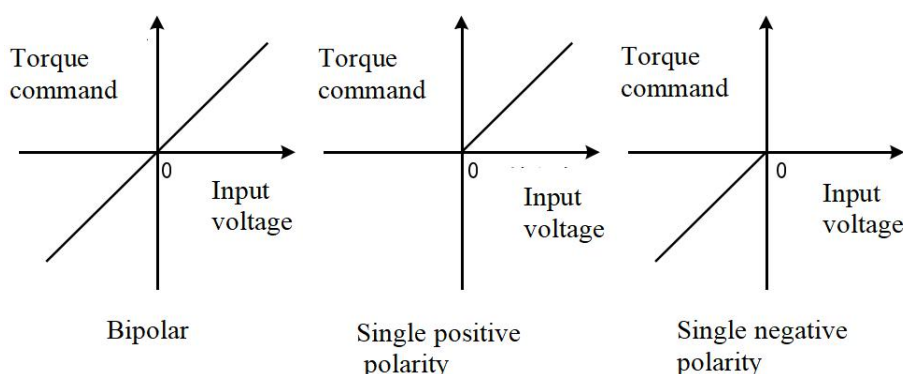 Torque
command
0
Input
voltage
Bipolar
Torque
command
0
Input
voltage
Single positive
polarity
Torque
command
0
Input
voltage
Single negative
polarity